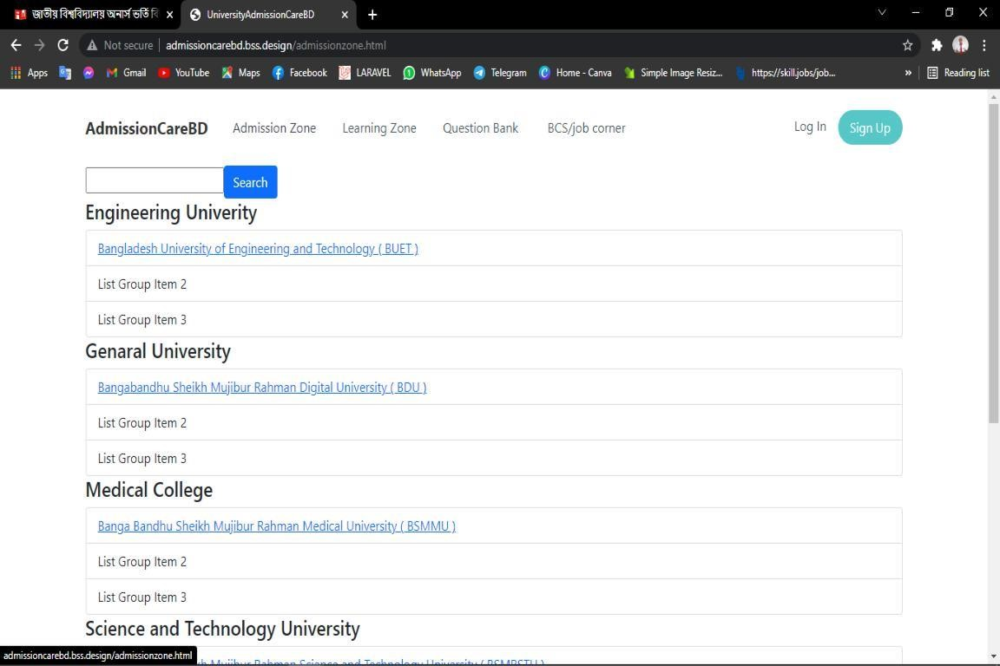 জাতীয় বিশ্ববিদ্যালয় অনার্স ভর্তি বি
UniversityAdmissionCareBD
Not secure
admissioncarebd.bss.design/admissionzone.html
Apps
Gmail
YouTube
Maps
Facebook
LARAVEL
WhatsApp
Telegram
Home - Canva
Simple Image Resiz...
https://skill.jobs/job...
»
Reading list
AdmissionCareBD
Admission Zone
Learning Zone
Question Bank
BCS/job corner
Log In
Sign Up
Search
Engineering Univerity
Bangladesh University of Engineering and Technology ( BUET )
List Group Item 2
List Group Item 3
Genaral University
Bangabandhu Sheikh Mujibur Rahman Digital University ( BDU )
List Group Item 2
List Group Item 3
Medical College
Banga Bandhu Sheikh Mujibur Rahman Medical University ( BSMMU )
List Group Item 2
List Group Item 3
Science and Technology University
Mujibur Rahman Science and Technology University ( BSMRSTU )
admissioncarebd.bss.design/admissionzone.html